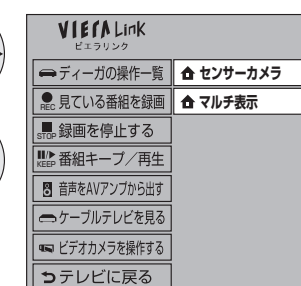 VIERA Link
ビエラリンク
ディーガの操作一覧
センサーカメラ
REC 見ている番組を録画
マルチ表示
STOP 録画を停止する
KEEP 番組キープ/再生
音声をAVアンプから出す
ケーブルテレビを見る
ビデオカメラを操作する
テレビに戻る